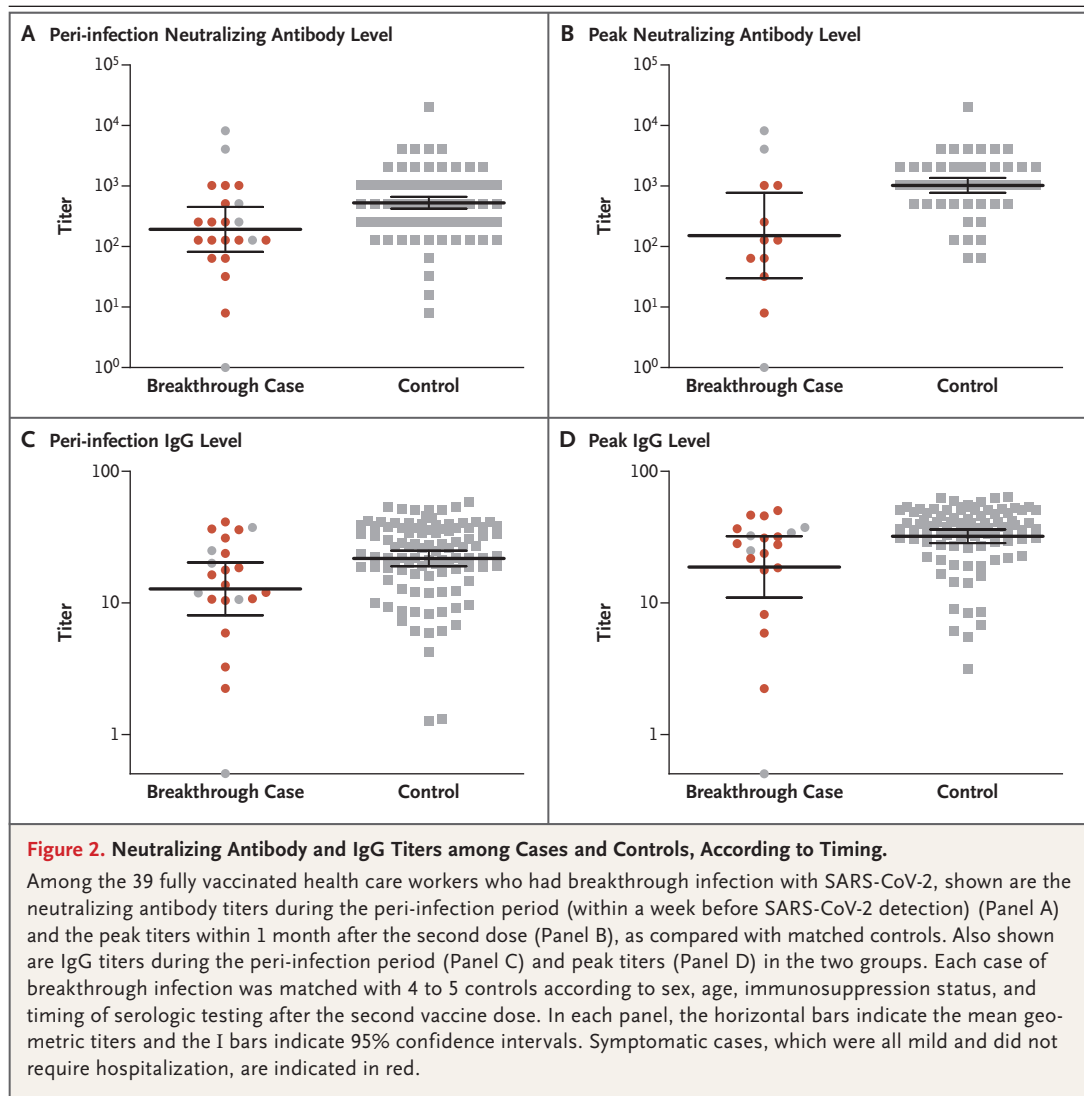 A Peri-infection Neutralizing Antibody Level
10⁵
10⁴
10³
10²
10¹
10⁰
Titer
Breakthrough Case
Control
B Peak Neutralizing Antibody Level
10⁵
10⁴
10³
10²
10¹
10⁰
Titer
Breakthrough Case
Control
C Peri-infection IgG Level
100
10
1
Titer
Breakthrough Case
Control
D Peak IgG Level
100
10
1
Titer
Breakthrough Case
Control
Figure 2. Neutralizing Antibody and IgG Titers among Cases and Controls, According to Timing.
Among the 39 fully vaccinated health care workers who had breakthrough infection with SARS-CoV-2, shown are the
neutralizing antibody titers during the peri-infection period (within a week before SARS-CoV-2 detection) (Panel A)
and the peak titers within 1 month after the second dose (Panel B), as compared with matched controls. Also shown
are IgG titers during the peri-infection period (Panel C) and peak titers (Panel D) in the two groups. Each case of
breakthrough infection was matched with 4 to 5 controls according to sex, age, immunosuppression status, and
timing of serologic testing after the second vaccine dose. In each panel, the horizontal bars indicate the mean geo-
metric titers and the I bars indicate 95% confidence intervals. Symptomatic cases, which were all mild and did not
require hospitalization, are indicated in red.